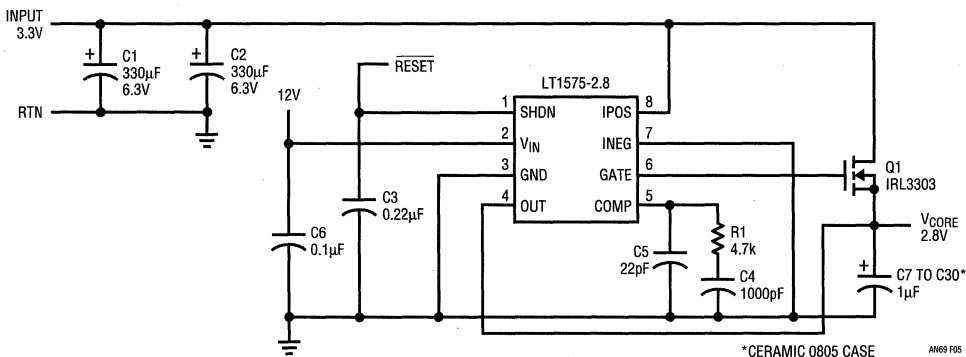 INPUT
3.3V
C1
330µF
6.3V
C2
330µF
6.3V
RTN
RESET
12V
LT1575-2.8
1
SHDN
IPOS
8
2
VIN
INEG
7
3
GND
GATE
6
4
OUT
COMP
5
Q1
IRL3303
C3
0.22µF
C6
0.1µF
C5
22pF
R1
4.7k
C4
1000pF
VCORE
2.8V
+
+
+
C7 TO C30*
1µF
*CERAMIC 0805 CASE
AN69 F05